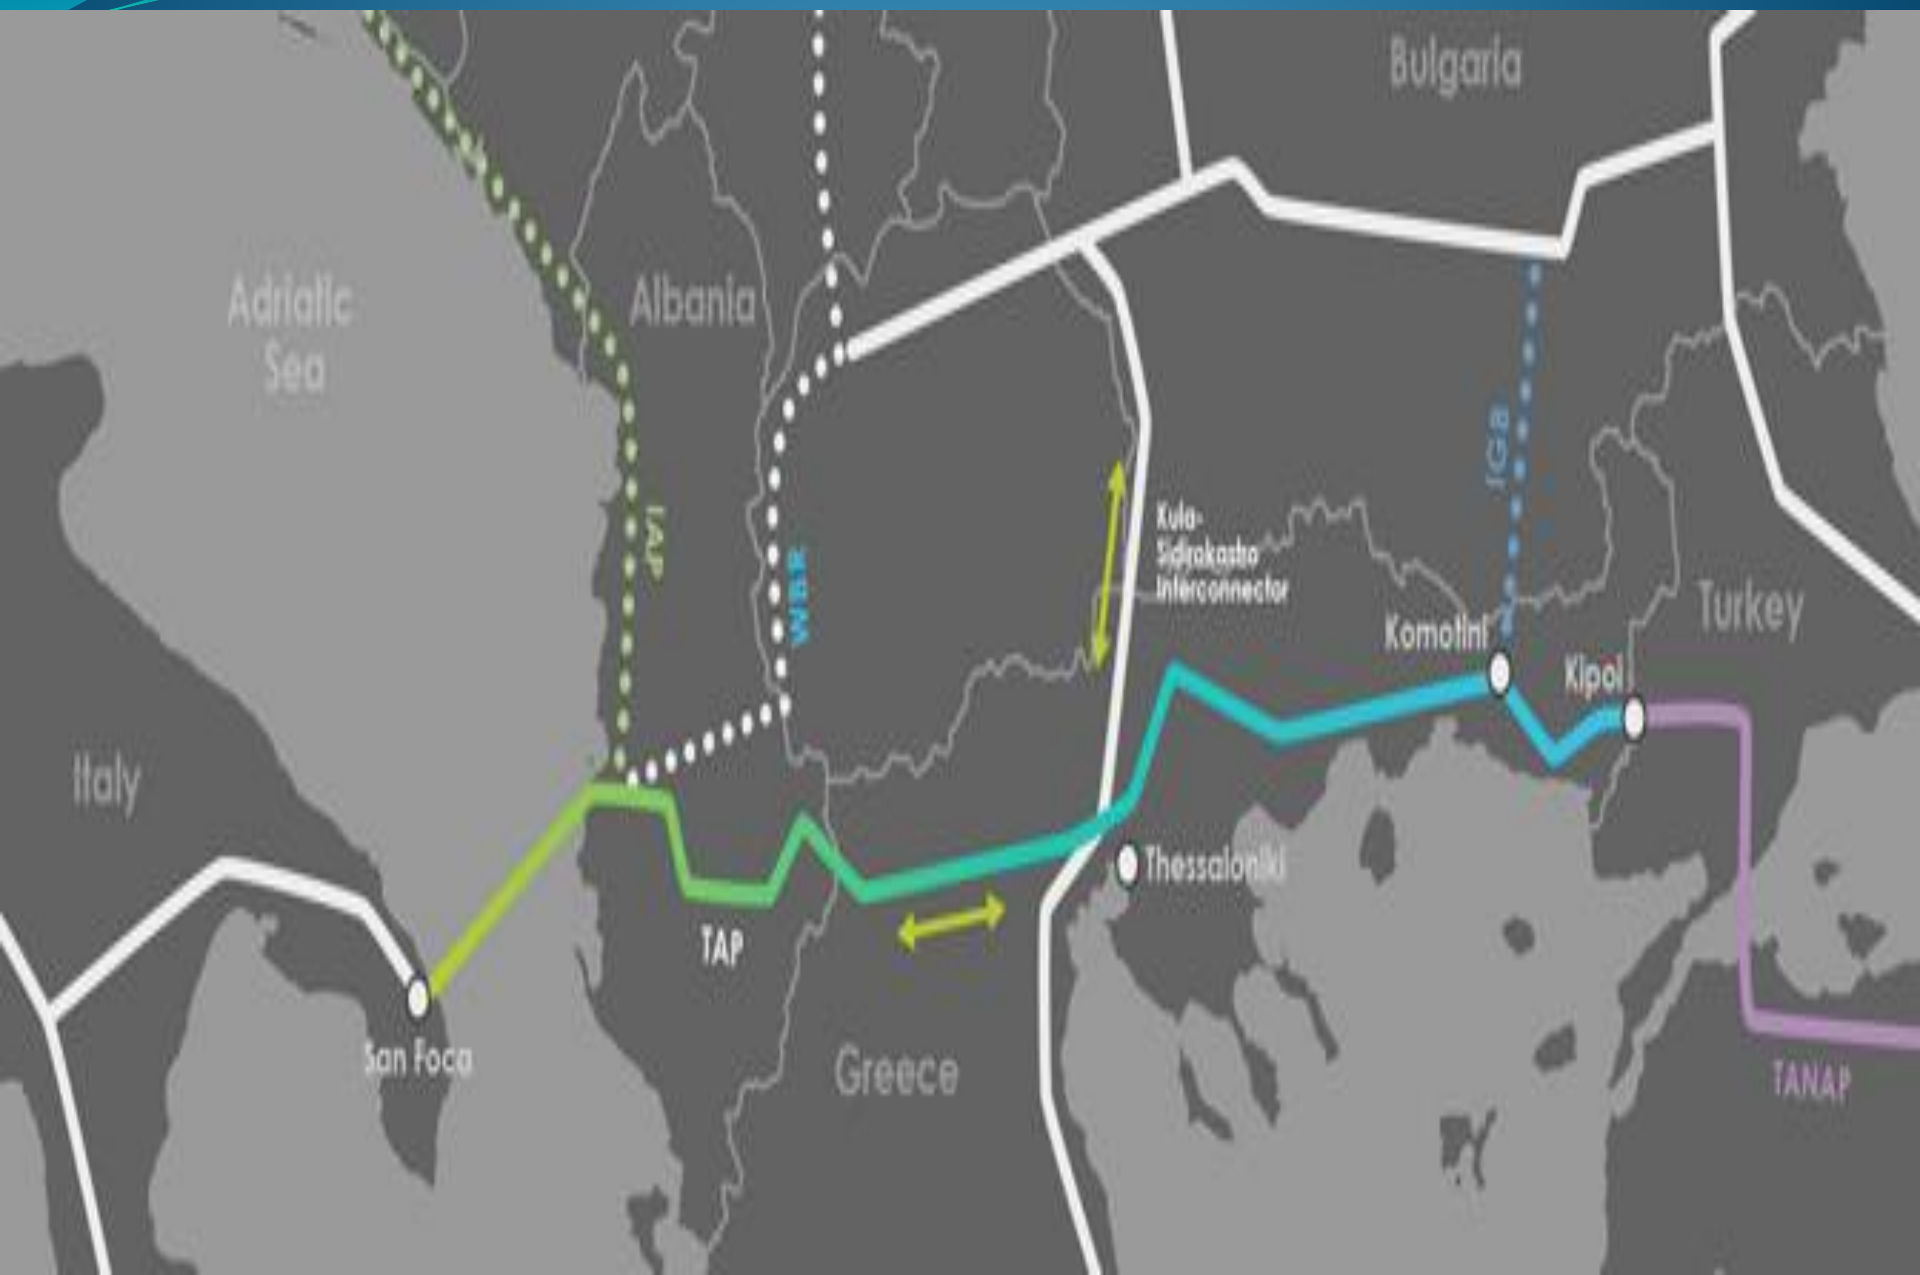 Bulgaria
Adriatic
Sea
Albania
IGB
IAP
WBR
Kula-
Sidirokastro
Interconnector
Turkey
Komotini
Kipoi
Italy
Thessaloniki
TAP
San Foca
Greece
TANAP